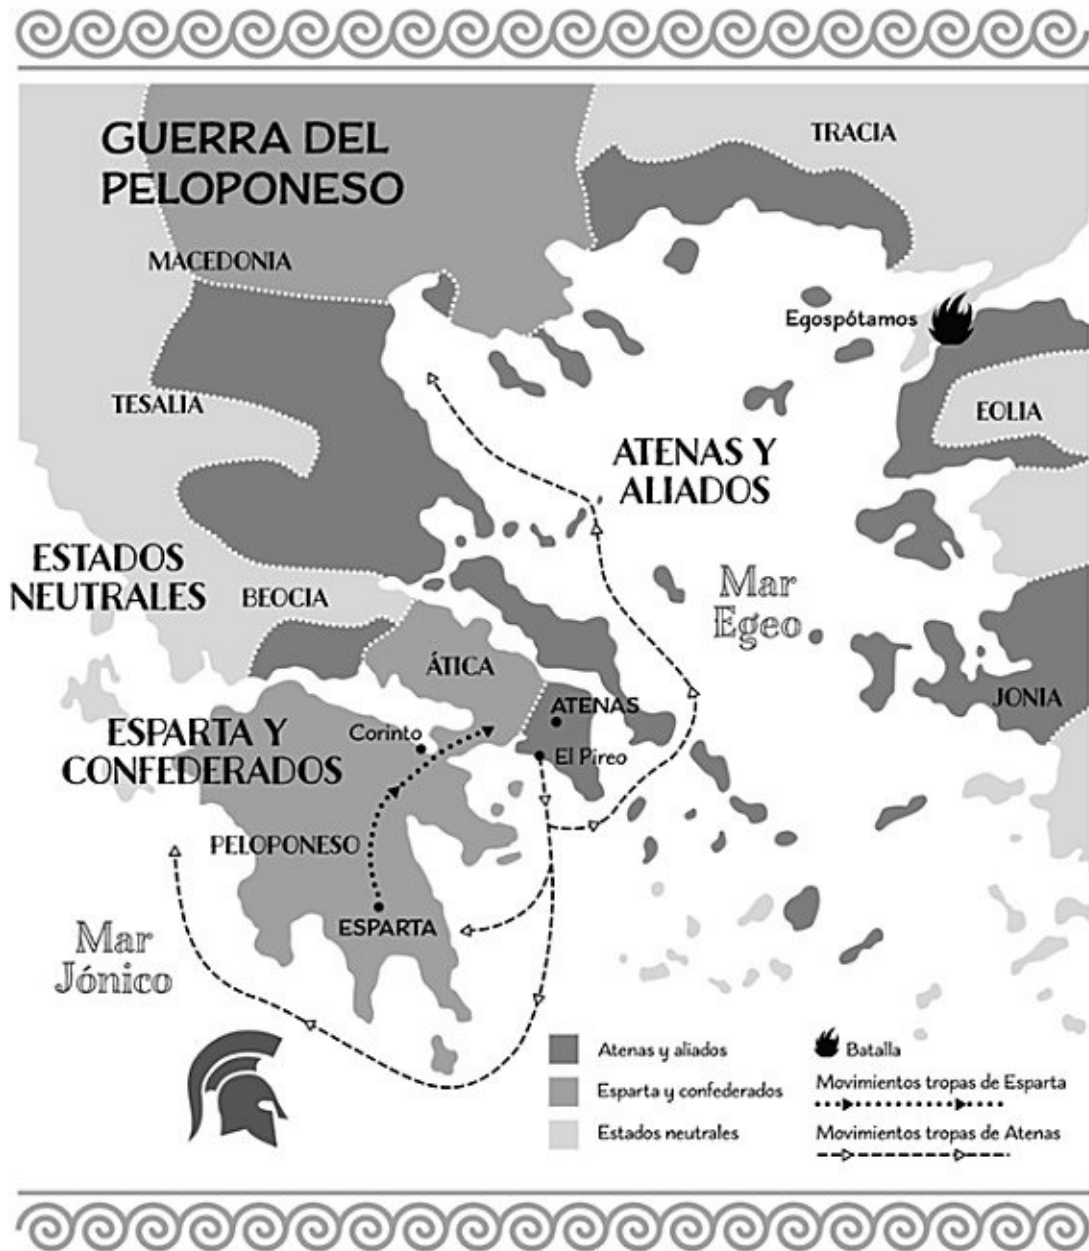 GUERRA DEL
PELOPONESO
TRACIA
MACEDONIA
Egospótamos
TESALIA
EOLIA
ATENAS Y
ALIADOS
ESTADOS
NEUTRALES
BEOCIA
Mar
Egeo
ÁTICA
JONIA
ATENAS
Corinto
El Pireo
ESPARTA Y
CONFEDERADOS
PELOPONESO
ESPARTA
Mar
Jónico
Atenas y aliados
Esparta y confederados
Estados neutrales
Batalla
Movimientos tropas de Esparta
Movimientos tropas de Atenas